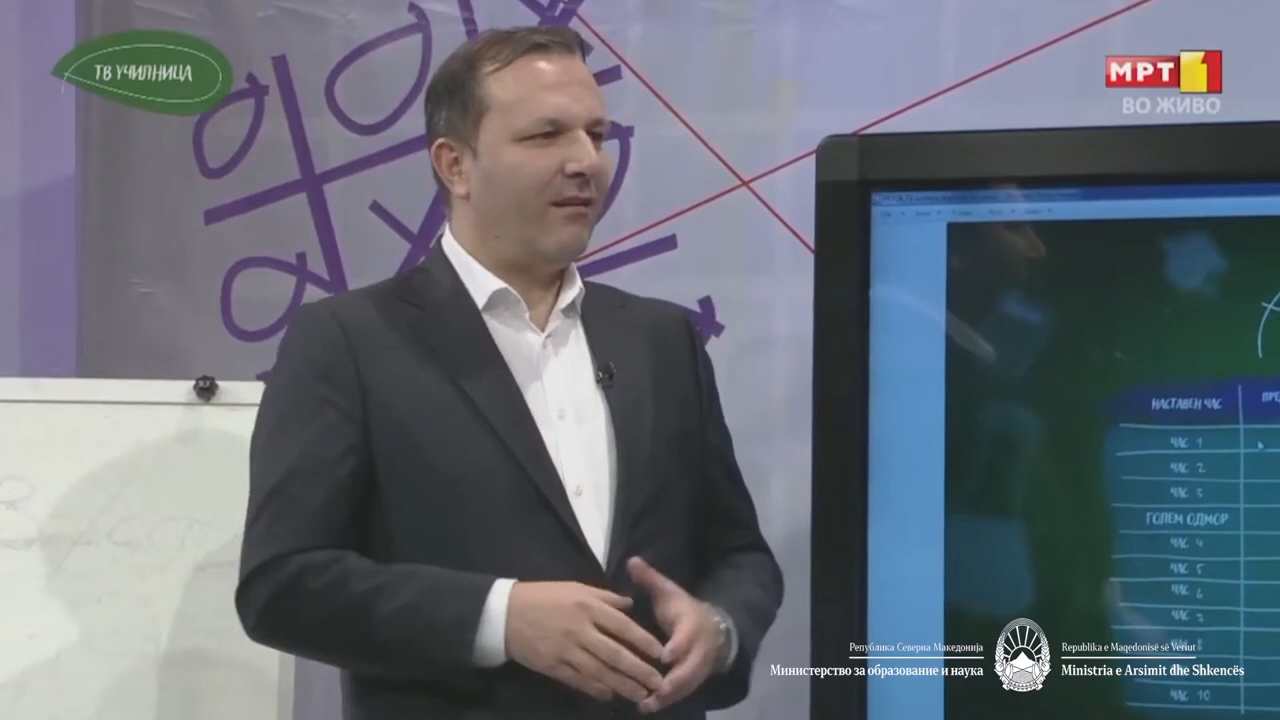 ТВ УЧИЛНИЦА
МРТ 1
ВО ЖИВО
НАСТАВЕН ЧАС
ЧАС 1
ЧАС 2
ЧАС 3
ГОЛЕМ ОДМОР
ЧАС 4
ЧАС 5
ЧАС 6
ЧАС 7
ЧАС 10
Република Северна Македонија
Министерство за образование и наука
Republika e Maqedonisë së Veriut
Ministria e Arsimit dhe Shkencës